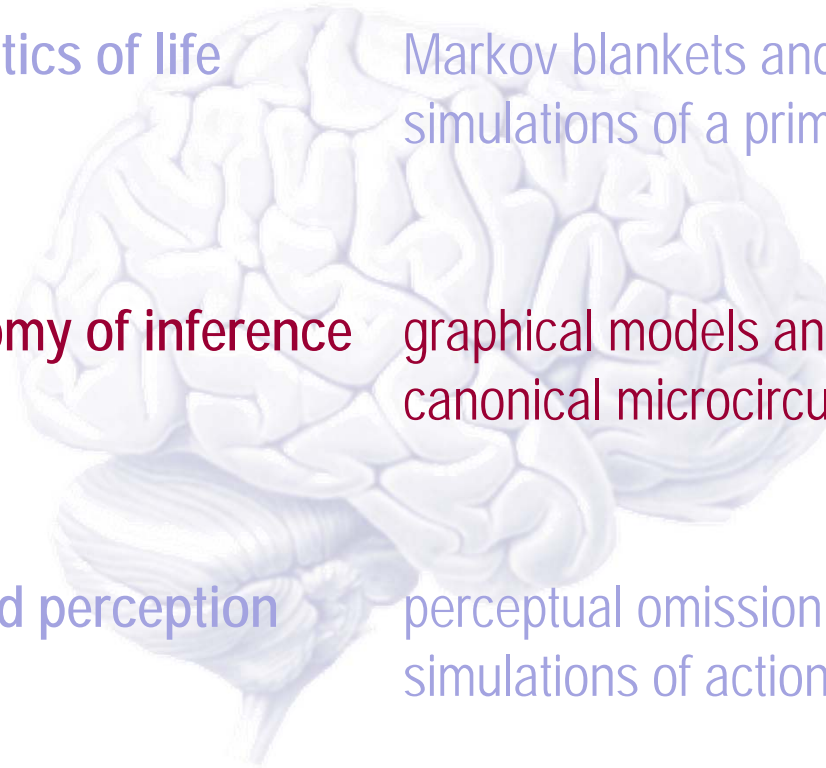 tics of life
Markov blankets and
simulations of a prim
omy of inference
graphical models an
canonical microcircu
d perception
perceptual omission
simulations of action